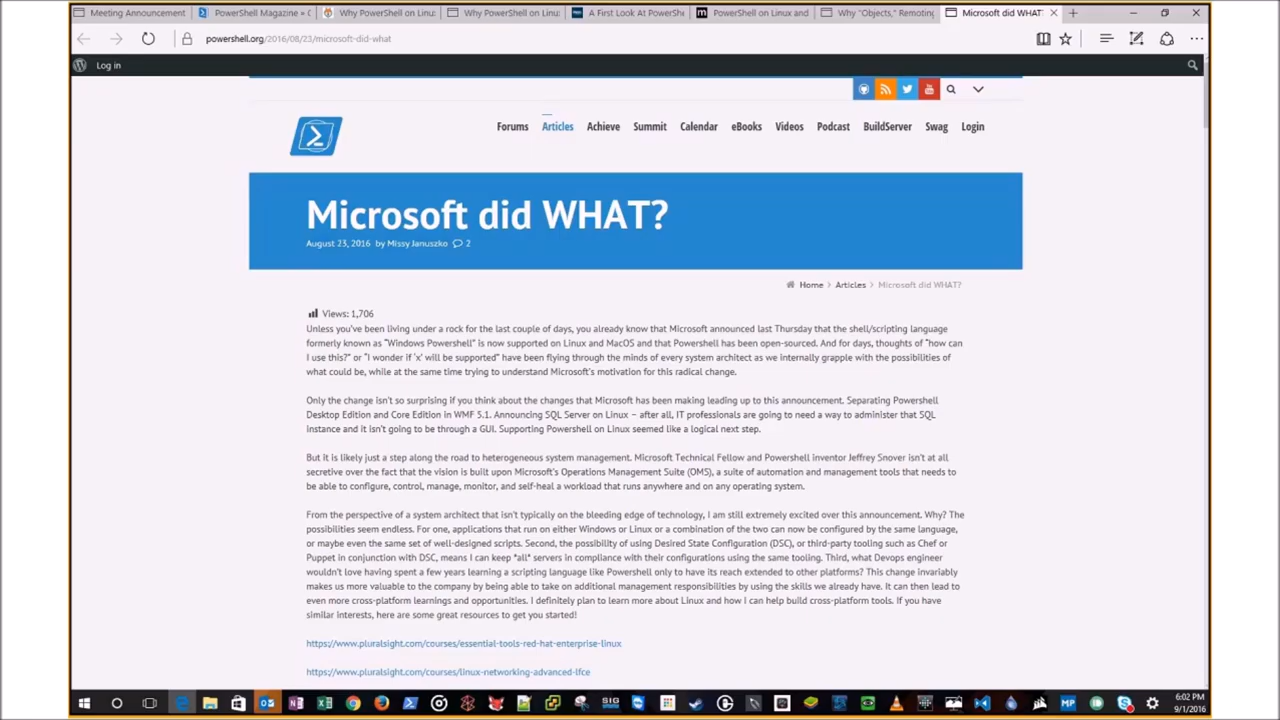 Meeting Announcement
PowerShell Magazine » C
Why PowerShell on Linux
Why PowerShell on Linux
A First Look At PowerShe
PowerShell on Linux and
Why "Objects," Remoting
Microsoft did WHAT?
powershell.org/2016/08/23/microsoft-did-what
Log in
Forums Articles Achieve Summit Calendar eBooks Videos Podcast BuildServer Swag Login
Microsoft did WHAT?
August 23, 2016 by Missy Januszko 2
Home > Articles > Microsoft did WHAT?
Views: 1,706
Unless you've been living under a rock for the last couple of days, you already know that Microsoft announced last Thursday that the shell/scripting language
formerly known as "Windows Powershell" is now supported on Linux and MacOS and that Powershell has been open-sourced. And for days, thoughts of "how can
I use this?" or "I wonder if 'x' will be supported" have been flying through the minds of every system architect as we internally grapple with the possibilities of
what could be, while at the same time trying to understand Microsoft's motivation for this radical change.
Only the change isn't so surprising if you think about the changes that Microsoft has been making leading up to this announcement. Separating Powershell
Desktop Edition and Core Edition in WMF 5.1. Announcing SQL Server on Linux – after all, IT professionals are going to need a way to administer that SQL
instance and it isn't going to be through a GUI. Supporting Powershell on Linux seemed like a logical next step.
But it is likely just a step along the road to heterogeneous system management. Microsoft Technical Fellow and Powershell inventor Jeffrey Snover isn't at all
secretive over the fact that the vision is built upon Microsoft's Operations Management Suite (OMS), a suite of automation and management tools that needs to
be able to configure, control, manage, monitor, and self-heal a workload that runs anywhere and on any operating system.
From the perspective of a system architect that isn't typically on the bleeding edge of technology, I am still extremely excited over this announcement. Why? The
possibilities seem endless. For one, applications that run on either Windows or Linux or a combination of the two can now be configured by the same language,
or maybe even the same set of well-designed scripts. Second, the possibility of using Desired State Configuration (DSC), or third-party tooling such as Chef or
Puppet in conjunction with DSC, means I can keep *all* servers in compliance with their configurations using the same tooling. Third, what Devops engineer
wouldn't love having spent a few years learning a scripting language like Powershell only to have its reach extended to other platforms? This change invariably
makes us more valuable to the company by being able to take on additional management responsibilities by using the skills we already have. It can then lead to
even more cross-platform learnings and opportunities. I definitely plan to learn more about Linux and how I can help build cross-platform tools. If you have
similar interests, here are some great resources to get you started!
https://www.pluralsight.com/courses/essential-tools-red-hat-enterprise-linux
https://www.pluralsight.com/courses/linux-networking-advanced-lfce
SIG
MP
6:02 PM
9/1/2016